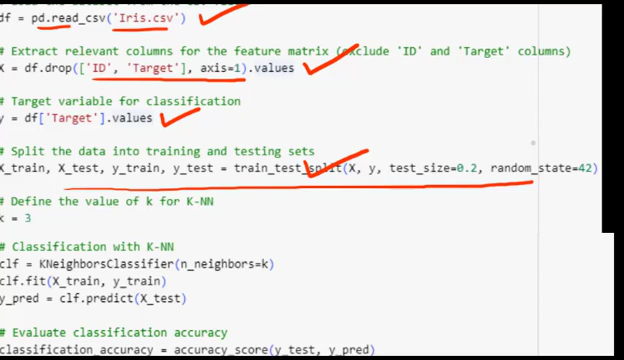 df = pd.read_csv('Iris.csv')
# Extract relevant columns for the feature matrix (exclude 'ID' and 'Target' columns)
X = df.drop(['ID', 'Target'], axis=1).values
# Target variable for classification
y = df['Target'].values
# Split the data into training and testing sets
X_train, X_test, y_train, y_test = train_test_split(X, y, test_size=0.2, random_state=42)
# Define the value of k for K-NN
k = 3
# Classification with K-NN
clf = KNeighborsClassifier(n_neighbors=k)
clf.fit(X_train, y_train)
y_pred = clf.predict(X_test)
# Evaluate classification accuracy
classification_accuracy = accuracy_score(y_test, y_pred)